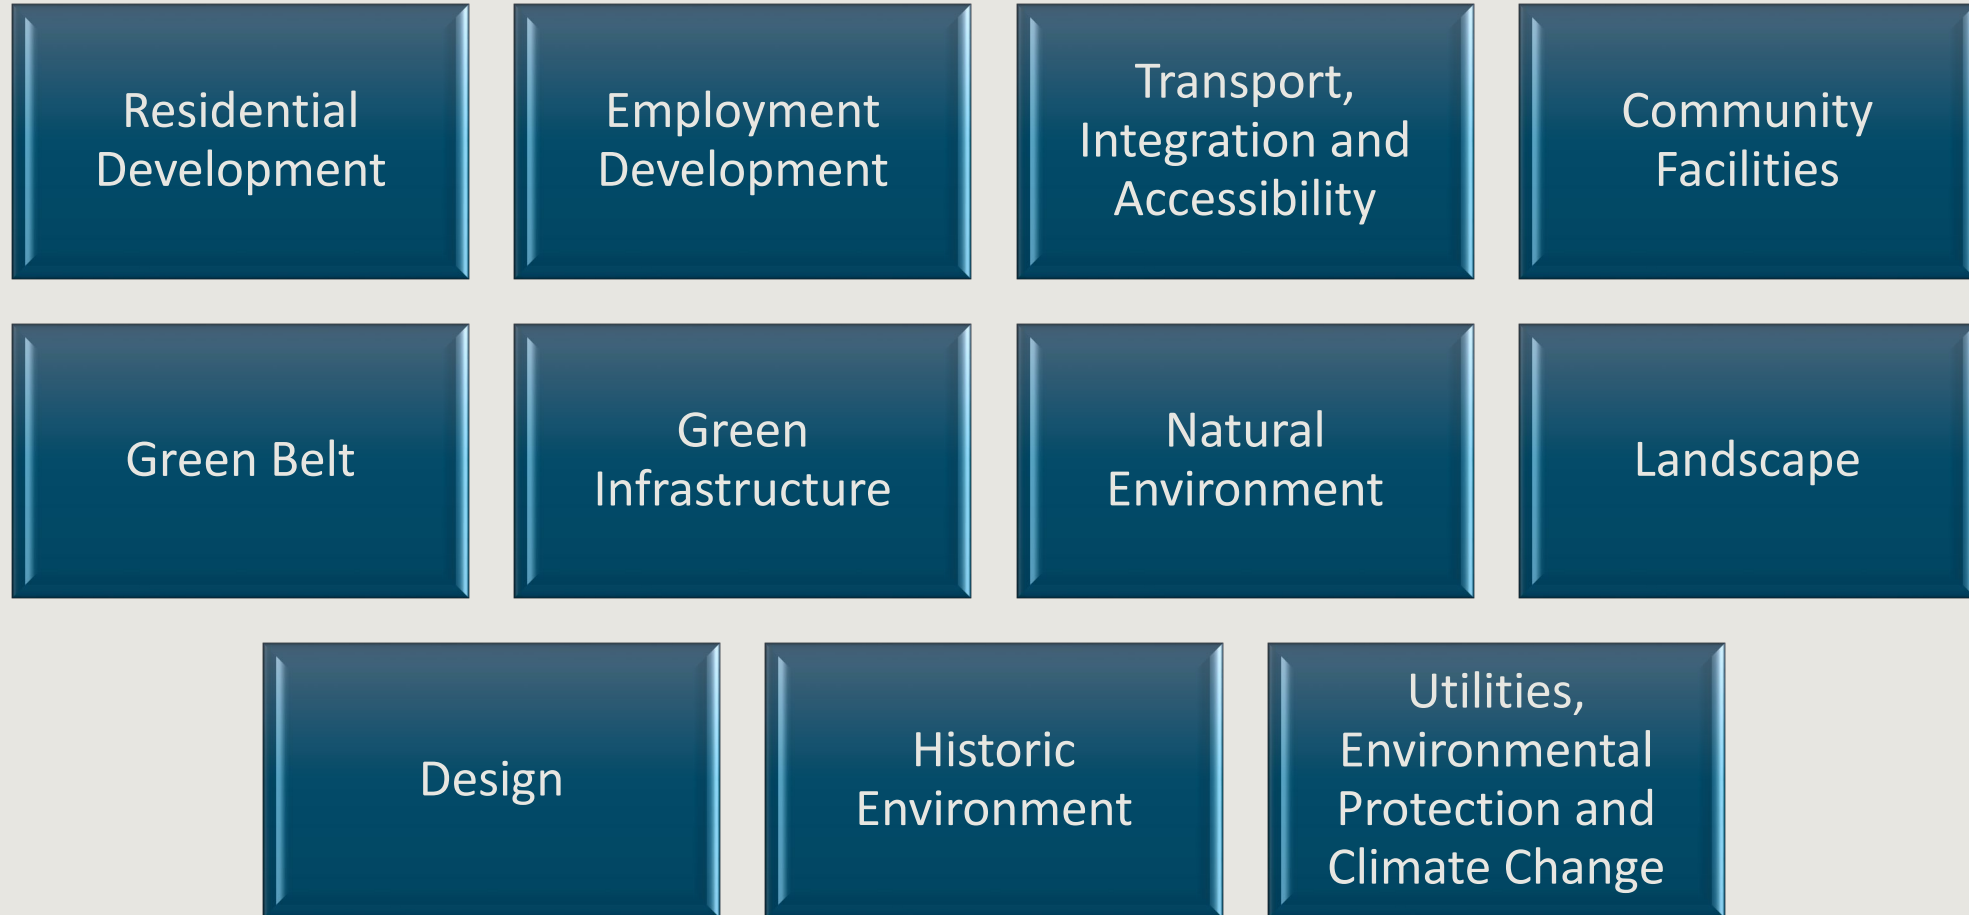 Residential
Development
Employment
Development
Transport,
Integration and
Accessibility
Community
Facilities
Green Belt
Green
Infrastructure
Natural
Environment
Landscape
Design
Historic
Environment
Utilities,
Environmental
Protection and
Climate Change